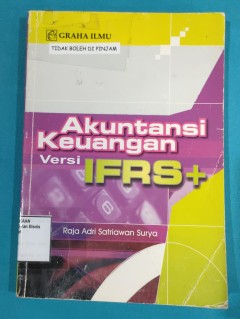 GRAHA ILMU
TIDAK BOLEH DI PINJAM
Akuntansi
Keuangan
Versi IFRS+
Raja Adri Satriawan Surya